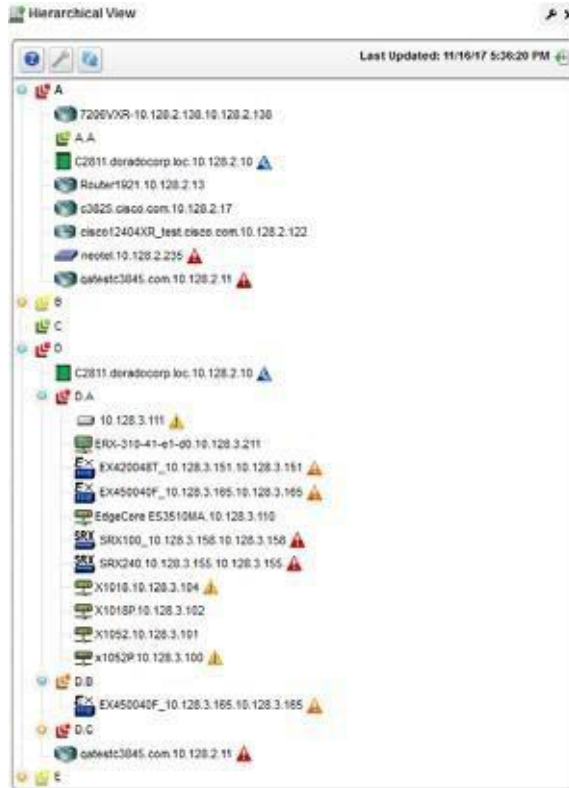 Hierarchical View
Last Updated: 11/16/17 5:36:20 PM
A
7206VXR-10.128.2.138.10.128.2.138
A.A
C2811.doradocorp.loc.10.128.2.10
Router1921.10.128.2.13
c3825.cisco.com.10.128.2.17
cisco12404XR_test.cisco.com.10.128.2.122
neotel.10.128.2.235
qatestc3845.com.10.128.2.11
B
C
D
C2811.doradocorp.loc.10.128.2.10
D.A
10.128.3.111
ERX-310-41-e1-d0.10.128.3.211
EX EX420048T_10.128.3.151.10.128.3.151
EX EX450040F_10.128.3.165.10.128.3.165
EdgeCore ES3510MA.10.128.3.110
SRX SRX100_10.128.3.158.10.128.3.158
SRX SRX240.10.128.3.155.10.128.3.155
X1018.10.128.3.104
X1018P.10.128.3.102
X1052.10.128.3.101
x1052P.10.128.3.100
D.B
EX EX450040F_10.128.3.165.10.128.3.165
D.C
qatestc3845.com.10.128.2.11
E